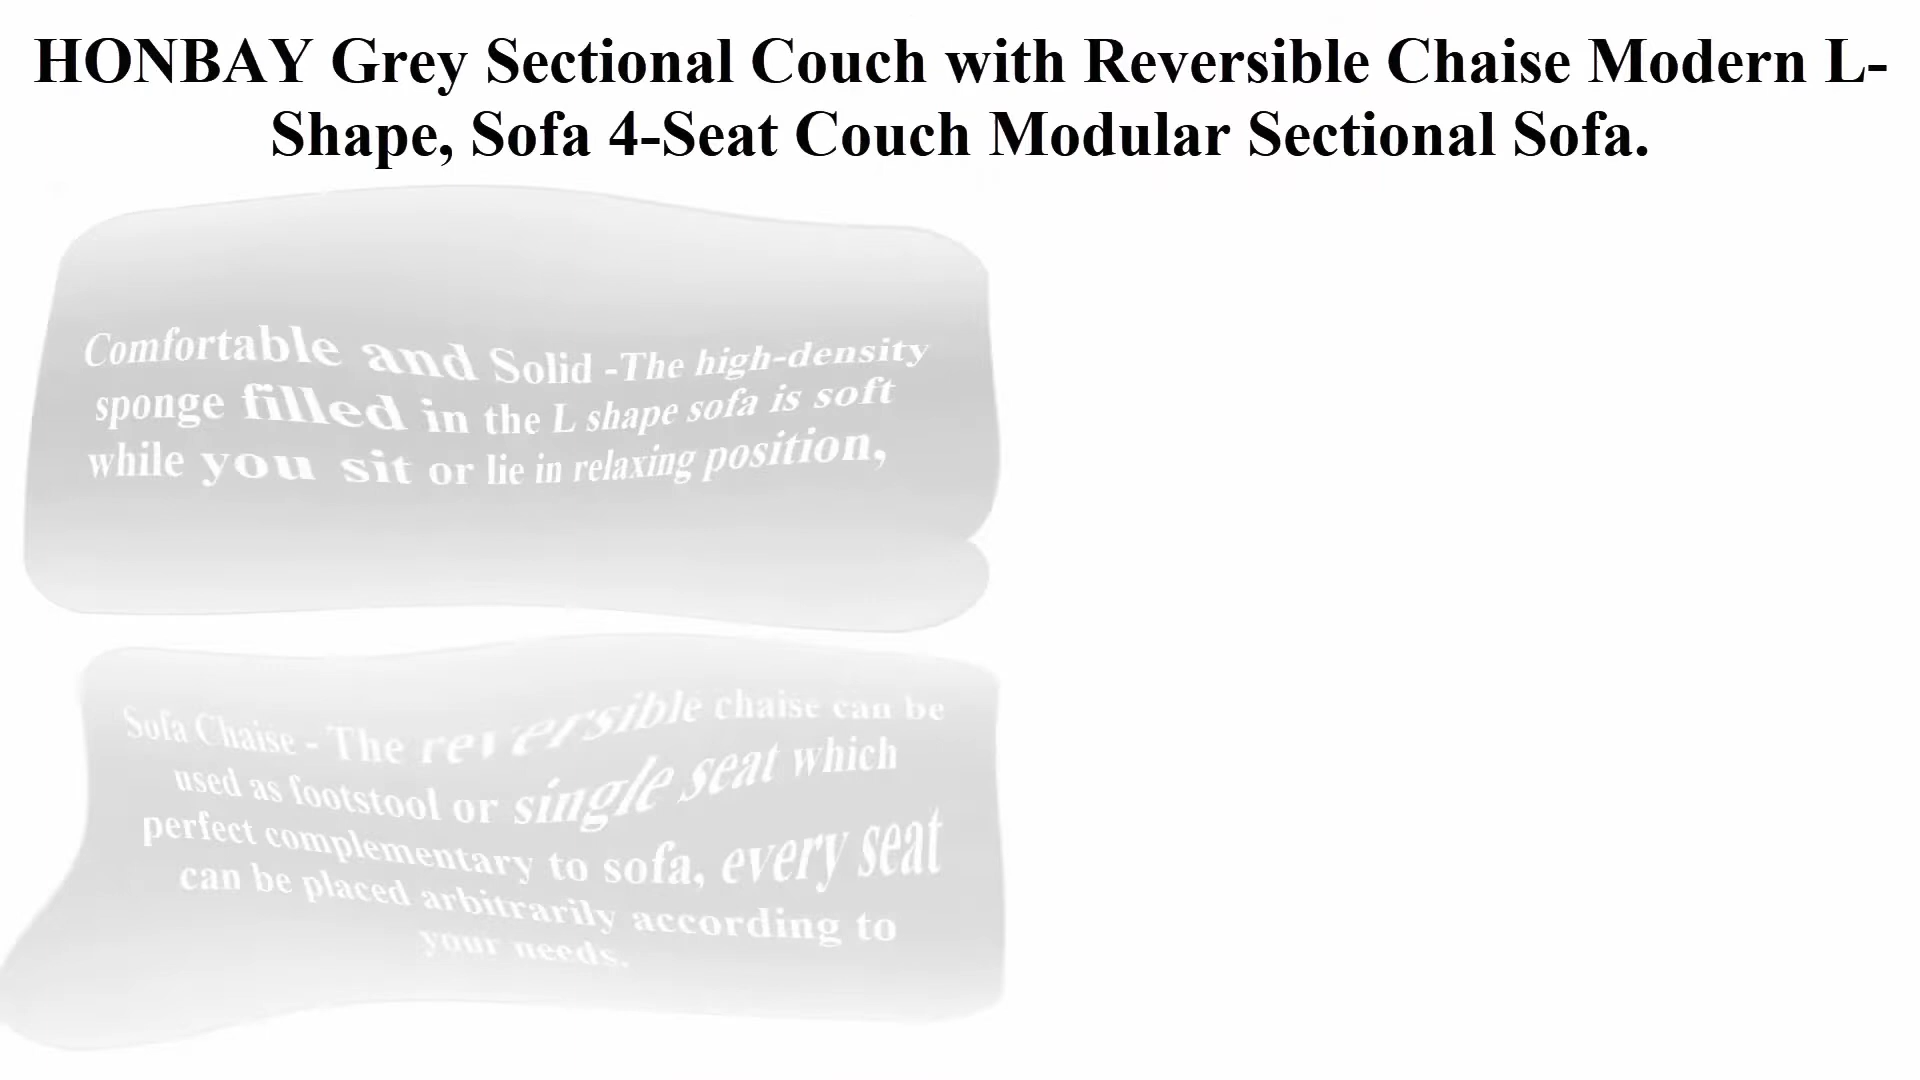 HONBAY Grey Sectional Couch with Reversible Chaise Modern L-
Shape, Sofa 4-Seat Couch Modular Sectional Sofa.
Comfortable and Solid -The high-density
sponge filled in the L shape sofa is soft
while you sit or lie in relaxing position,
Sofa Chaise - The reversible chaise can be
used as footstool or single seat which
perfect complementary to sofa, every seat
can be placed arbitrarily according to
your needs.